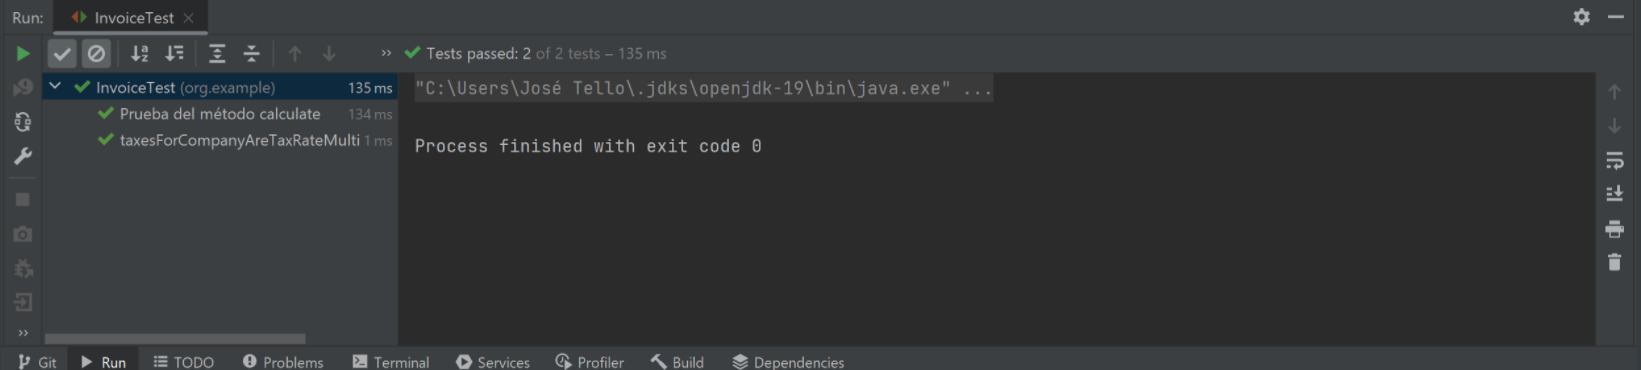 Run: InvoiceTest
Tests passed: 2 of 2 tests – 135 ms
InvoiceTest (org.example) 135 ms
"C:\Users\José Tello\.jdks\openjdk-19\bin\java.exe" ...
Prueba del método calculate 134 ms
taxesForCompanyAreTaxRateMulti 1 ms
Process finished with exit code 0
Git Run TODO Problems Terminal Services Profiler Build Dependencies